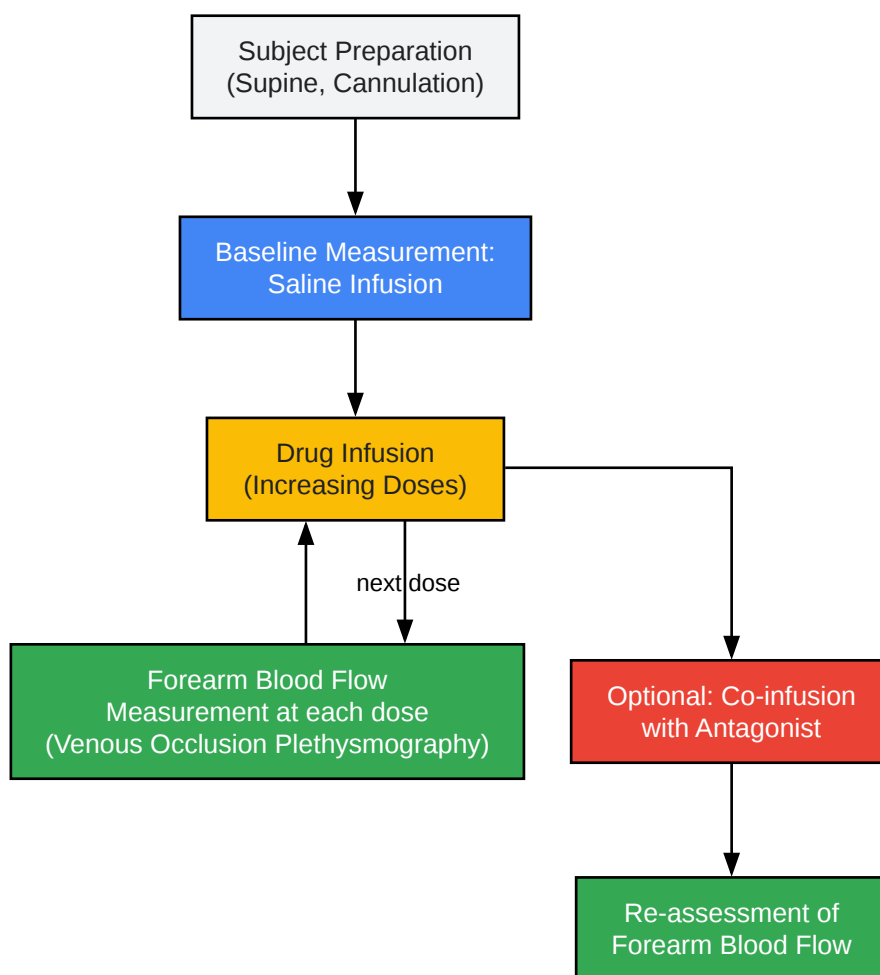 Subject Preparation
(Supine, Cannulation)
Baseline Measurement:
Saline Infusion
Drug Infusion
(Increasing Doses)
next dose
Forearm Blood Flow
Measurement at each dose
(Venous Occlusion Plethysmography)
Optional: Co-infusion
with Antagonist
Re-assessment of
Forearm Blood Flow